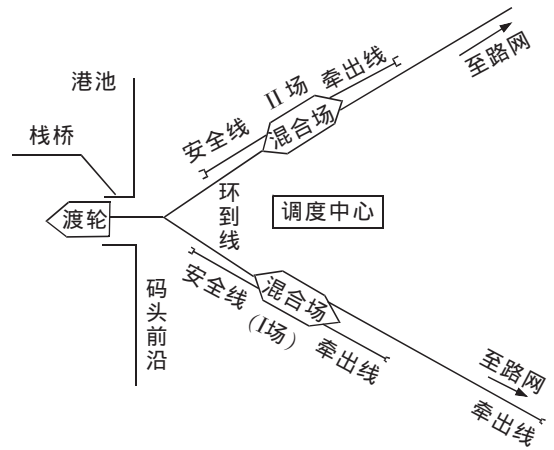 港池
栈桥
渡轮
码头前沿
安全线
II 场
牵出线
混合场
至路网
环到线
调度中心
安全线
混合场
(I场)
牵出线
至路网
牵出线